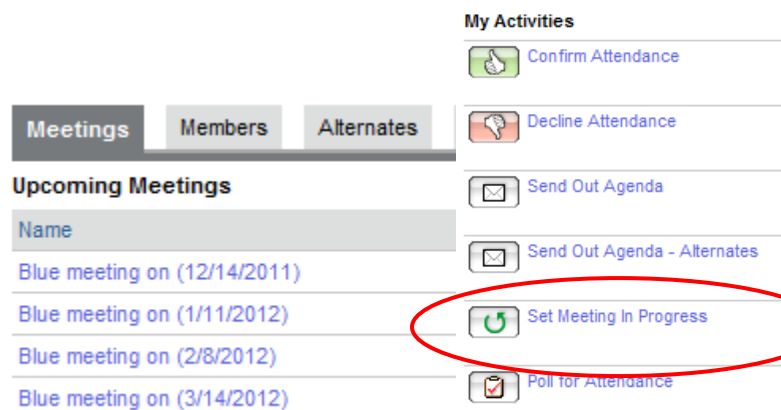 Meetings Members Alternates
Upcoming Meetings
Name
Blue meeting on (12/14/2011)
Blue meeting on (1/11/2012)
Blue meeting on (2/8/2012)
Blue meeting on (3/14/2012)
My Activities
Confirm Attendance
Decline Attendance
Send Out Agenda
Send Out Agenda - Alternates
Set Meeting In Progress
Poll for Attendance